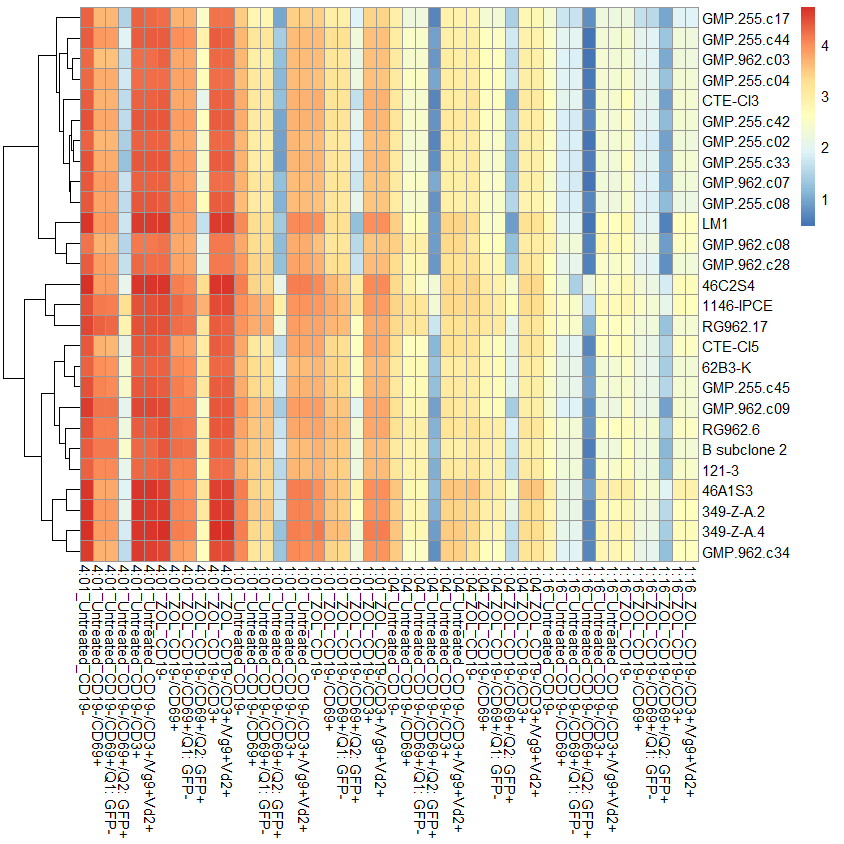 GMP.255.c17
GMP.255.c44
GMP.962.c03
GMP.255.c04
CTE-Cl3
GMP.255.c42
GMP.255.c02
GMP.255.c33
GMP.962.c07
GMP.255.c08
LM1
GMP.962.c08
GMP.962.c28
46C2S4
1146-IPCE
RG962.17
CTE-Cl5
62B3-K
GMP.255.c45
GMP.962.c09
RG962.6
B subclone 2
121-3
46A1S3
349-Z-A.2
349-Z-A.4
GMP.962.c34
4
3
2
1
4:01_Untreated_CD19-
4:01_Untreated_CD19-/CD69+
4:01_Untreated_CD19-/CD69+/Q1: GFP-
4:01_Untreated_CD19-/CD69+/Q2: GFP+
4:01_Untreated_CD19-/CD3+
4:01_Untreated_CD19-/CD3+/Vg9+Vd2+
4:01_ZOL_CD19-
4:01_ZOL_CD19-/CD69+
4:01_ZOL_CD19-/CD69+/Q1: GFP-
4:01_ZOL_CD19-/CD69+/Q2: GFP+
4:01_ZOL_CD19-/CD3+
4:01_ZOL_CD19-/CD3+/Vg9+Vd2+
1:01_Untreated_CD19-
1:01_Untreated_CD19-/CD69+
1:01_Untreated_CD19-/CD69+/Q1: GFP-
1:01_Untreated_CD19-/CD69+/Q2: GFP+
1:01_Untreated_CD19-/CD3+
1:01_Untreated_CD19-/CD3+/Vg9+Vd2+
1:01_ZOL_CD19-
1:01_ZOL_CD19-/CD69+
1:01_ZOL_CD19-/CD69+/Q1: GFP-
1:01_ZOL_CD19-/CD69+/Q2: GFP+
1:01_ZOL_CD19-/CD3+
1:01_ZOL_CD19-/CD3+/Vg9+Vd2+
1:04_Untreated_CD19-
1:04_Untreated_CD19-/CD69+
1:04_Untreated_CD19-/CD69+/Q1: GFP-
1:04_Untreated_CD19-/CD69+/Q2: GFP+
1:04_Untreated_CD19-/CD3+
1:04_Untreated_CD19-/CD3+/Vg9+Vd2+
1:04_ZOL_CD19-
1:04_ZOL_CD19-/CD69+
1:04_ZOL_CD19-/CD69+/Q1: GFP-
1:04_ZOL_CD19-/CD69+/Q2: GFP+
1:04_ZOL_CD19-/CD3+
1:04_ZOL_CD19-/CD3+/Vg9+Vd2+
1:16_Untreated_CD19-
1:16_Untreated_CD19-/CD69+
1:16_Untreated_CD19-/CD69+/Q1: GFP-
1:16_Untreated_CD19-/CD69+/Q2: GFP+
1:16_Untreated_CD19-/CD3+
1:16_Untreated_CD19-/CD3+/Vg9+Vd2+
1:16_ZOL_CD19-
1:16_ZOL_CD19-/CD69+
1:16_ZOL_CD19-/CD69+/Q1: GFP-
1:16_ZOL_CD19-/CD69+/Q2: GFP+
1:16_ZOL_CD19-/CD3+
1:16_ZOL_CD19-/CD3+/Vg9+Vd2+